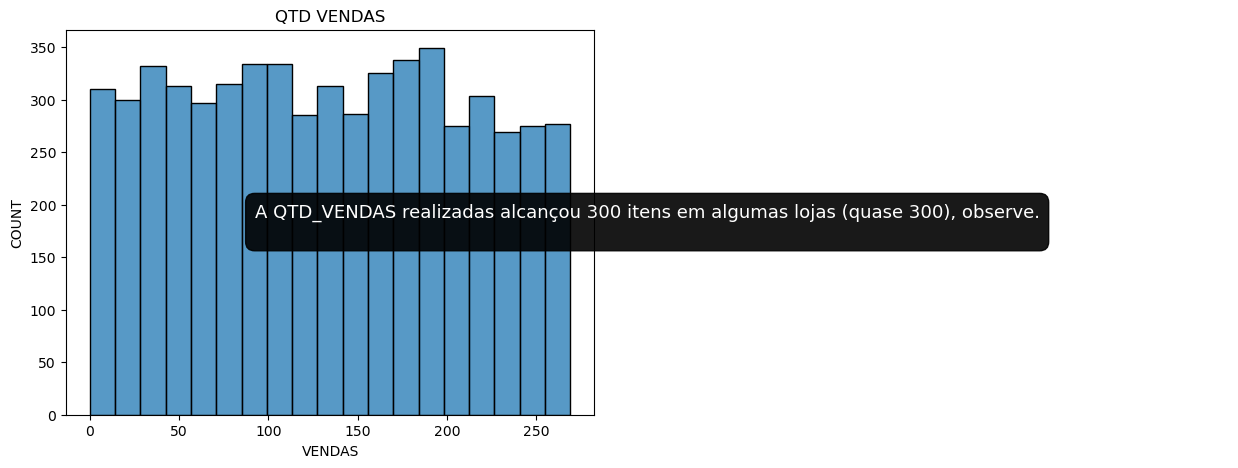 QTD VENDAS
350
300
250
200
150
100
50
0
COUNT
A QTD_VENDAS realizadas alcançou 300 itens em algumas lojas (quase 300), observe.
0 50 100 150 200 250
VENDAS